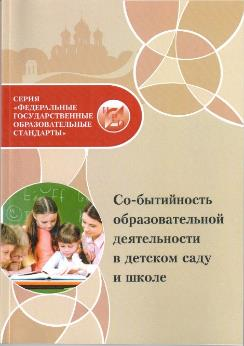 СЕРИЯ
«ФЕДЕРАЛЬНЫЕ
ГОСУДАРСТВЕННЫЕ
ОБРАЗОВАТЕЛЬНЫЕ
СТАНДАРТЫ»
Со-бытийность
образовательной
деятельности
в детском саду
и школе